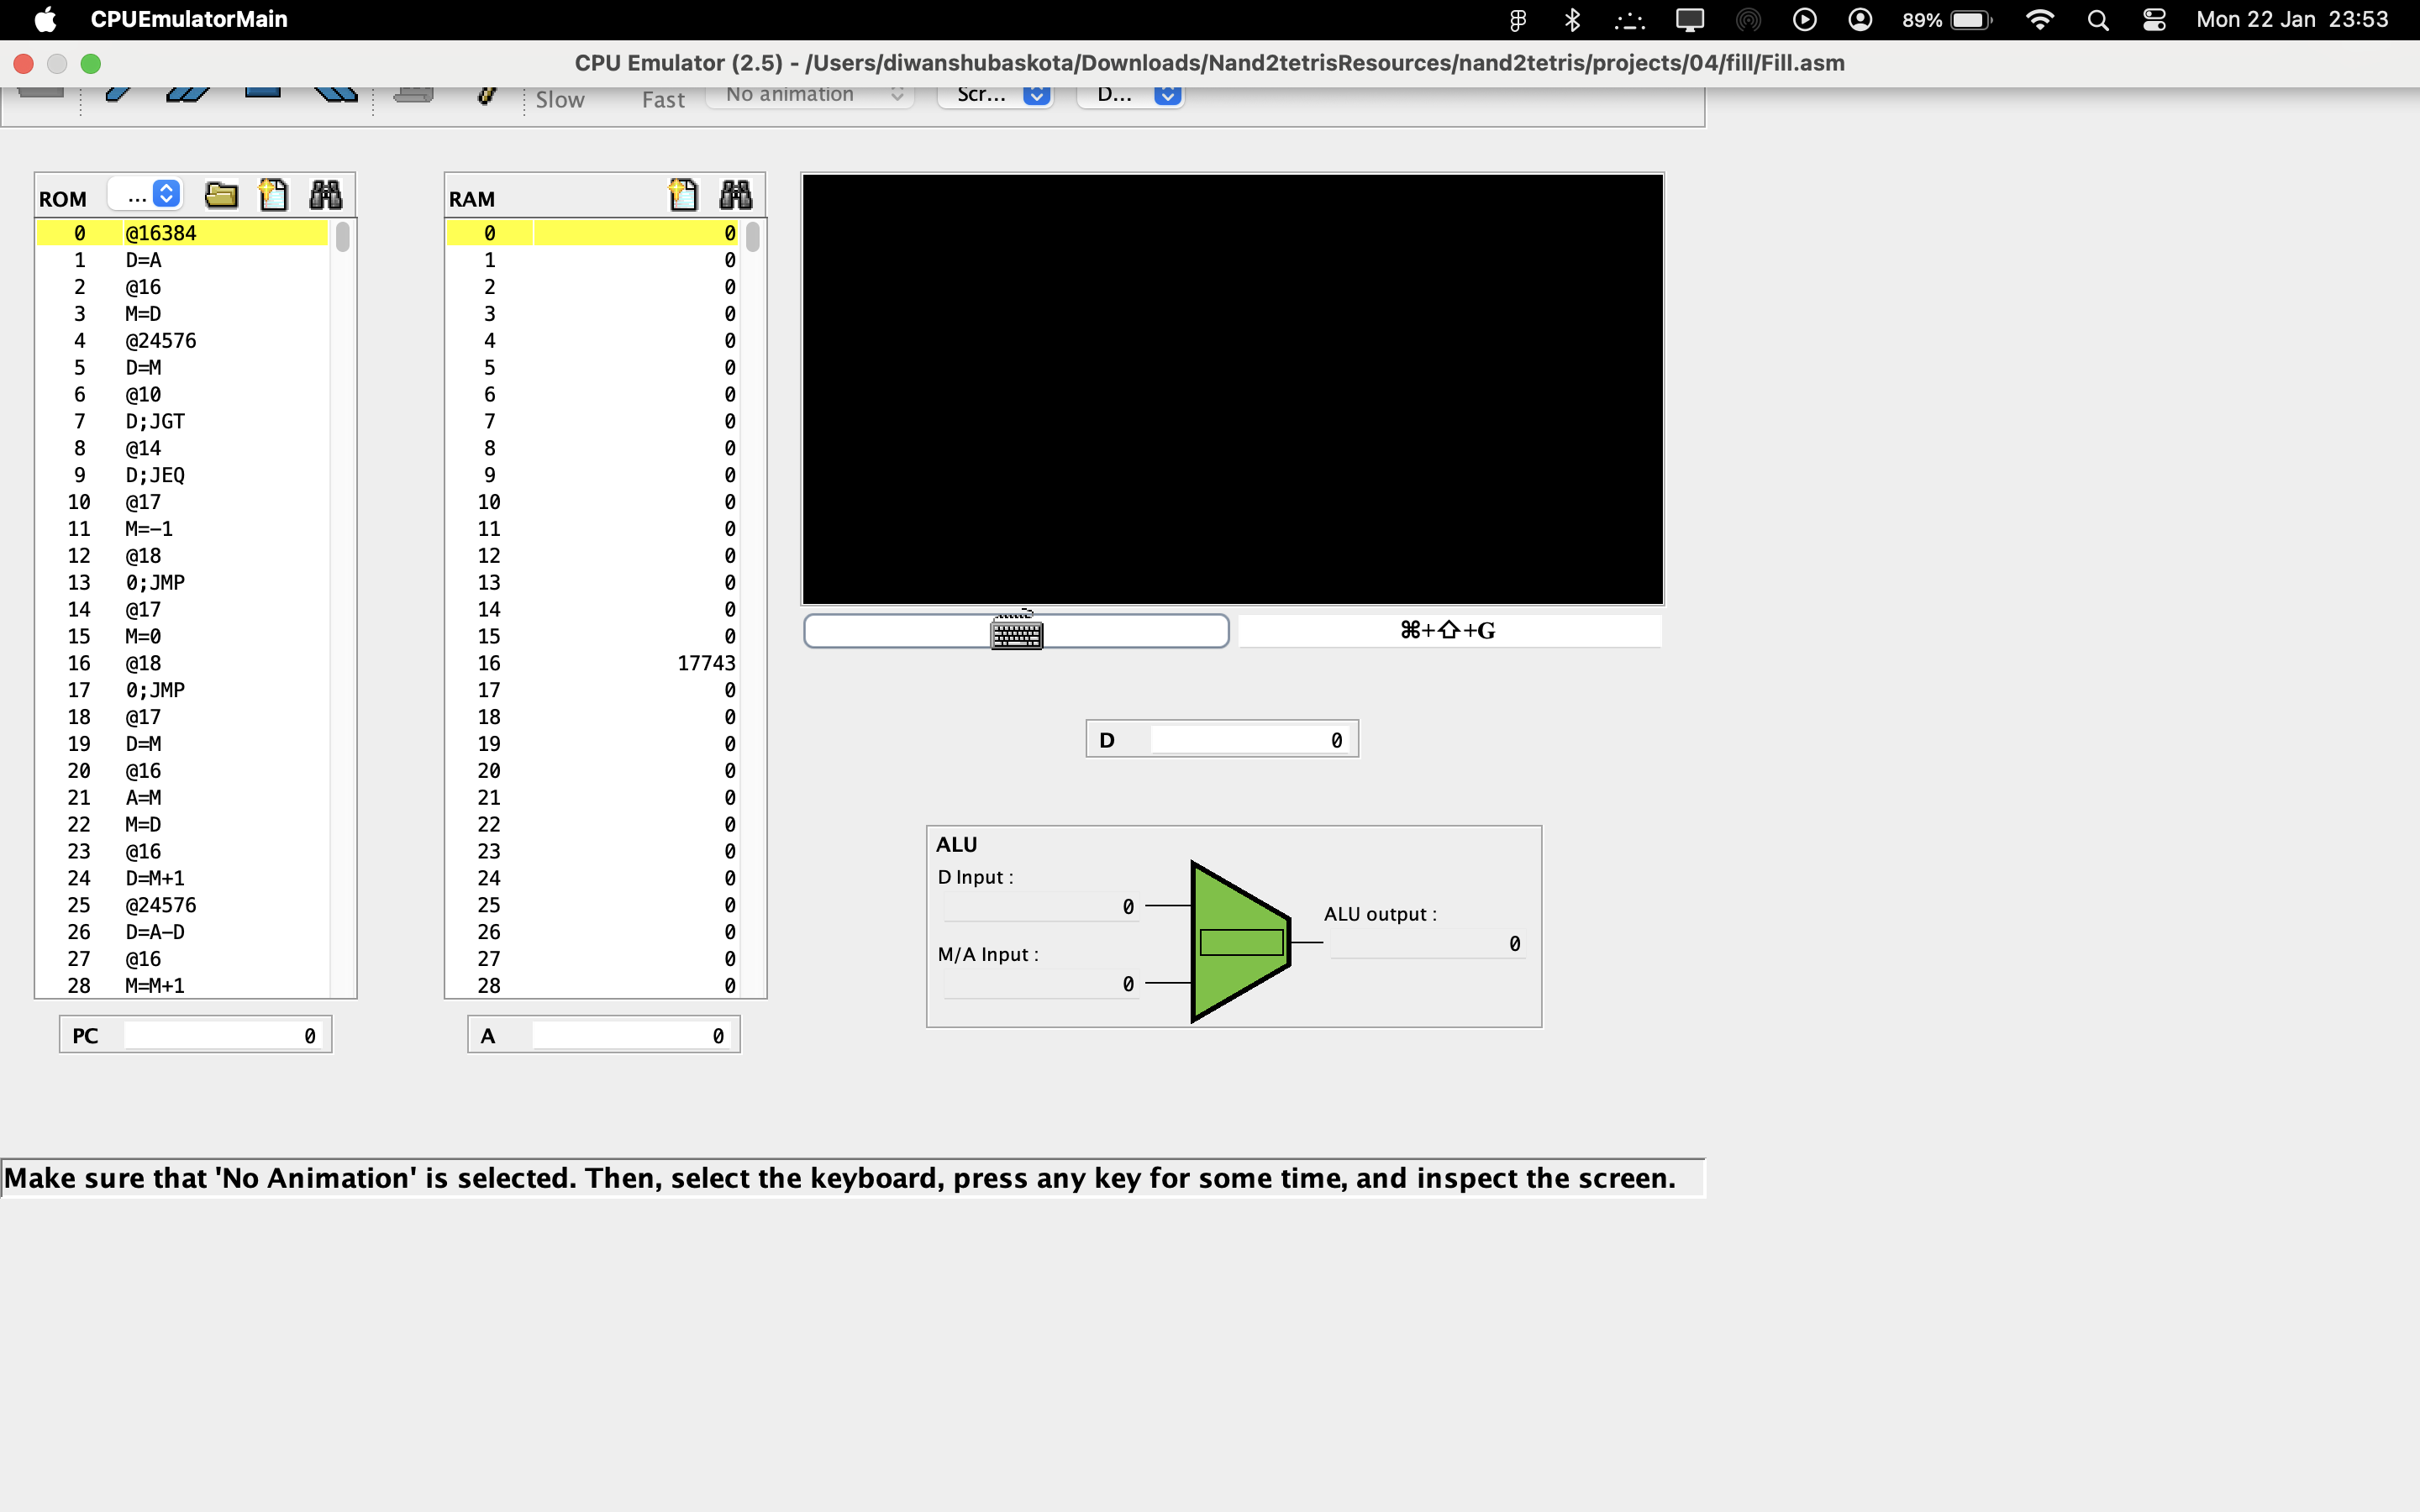 CPUEmulatorMain 89% Mon 22 Jan 23:53
CPU Emulator (2.5) - /Users/diwanshubaskota/Downloads/Nand2tetrisResources/nand2tetris/projects/04/fill/Fill.asm
Slow Fast No animation Scr... D...
ROM ...
0 @16384
1 D=A
2 @16
3 M=D
4 @24576
5 D=M
6 @10
7 D;JGT
8 @14
9 D;JEQ
10 @17
11 M=-1
12 @18
13 0;JMP
14 @17
15 M=0
16 @18
17 0;JMP
18 @17
19 D=M
20 @16
21 A=M
22 M=D
23 @16
24 D=M+1
25 @24576
26 D=A-D
27 @16
28 M=M+1
PC 0
RAM
0 0
1 0
2 0
3 0
4 0
5 0
6 0
7 0
8 0
9 0
10 0
11 0
12 0
13 0
14 0
15 0
16 17743
17 0
18 0
19 0
20 0
21 0
22 0
23 0
24 0
25 0
26 0
27 0
28 0
A 0
⌘+⇧+G
D 0
ALU
D Input :
0
M/A Input :
0
ALU output :
0
Make sure that 'No Animation' is selected. Then, select the keyboard, press any key for some time, and inspect the screen.